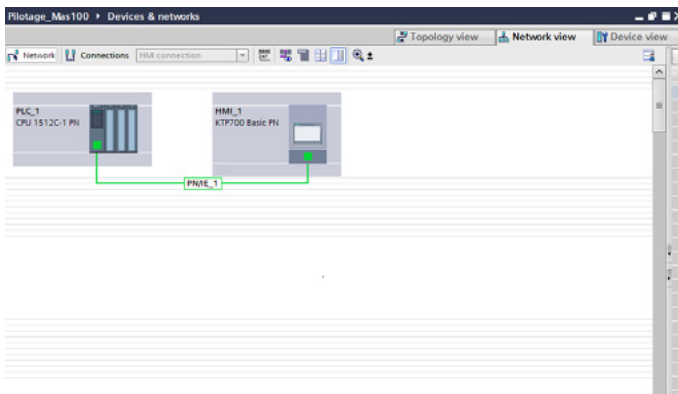 Pilotage_Mas100 ▸ Devices & networks
Topology view Network view Device view
Network Connections HMI connection
PLC_1
CPU 1512C-1 PN
HMI_1
KTP700 Basic PN
PN/IE_1